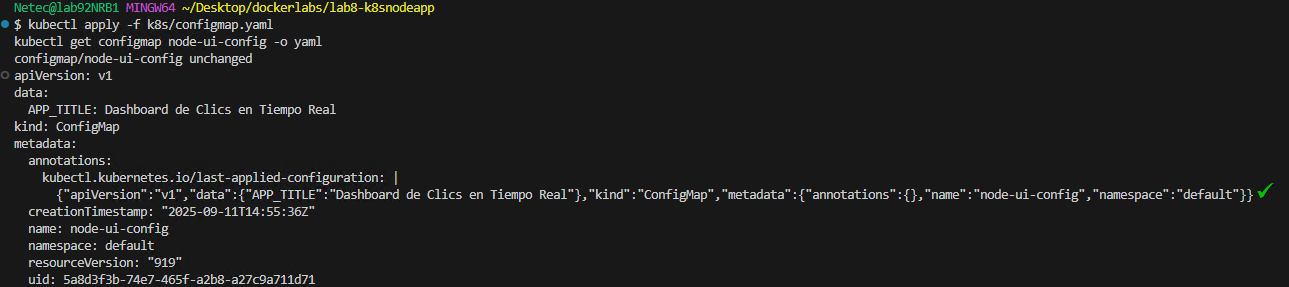 Netec@lab92NRB1 MINGW64 ~/Desktop/dockerlabs/lab8-k8snodeapp
$ kubectl apply -f k8s/configmap.yaml
kubectl get configmap node-ui-config -o yaml
configmap/node-ui-config unchanged
apiVersion: v1
data:
  APP_TITLE: Dashboard de Clics en Tiempo Real
kind: ConfigMap
metadata:
  annotations:
    kubectl.kubernetes.io/last-applied-configuration: |
      {"apiVersion":"v1","data":{"APP_TITLE":"Dashboard de Clics en Tiempo Real"},"kind":"ConfigMap","metadata":{"annotations":{},"name":"node-ui-config","namespace":"default"}}
  creationTimestamp: "2025-09-11T14:55:36Z"
  name: node-ui-config
  namespace: default
  resourceVersion: "919"
  uid: 5a8d3f3b-74e7-465f-a2b8-a27c9a711d71